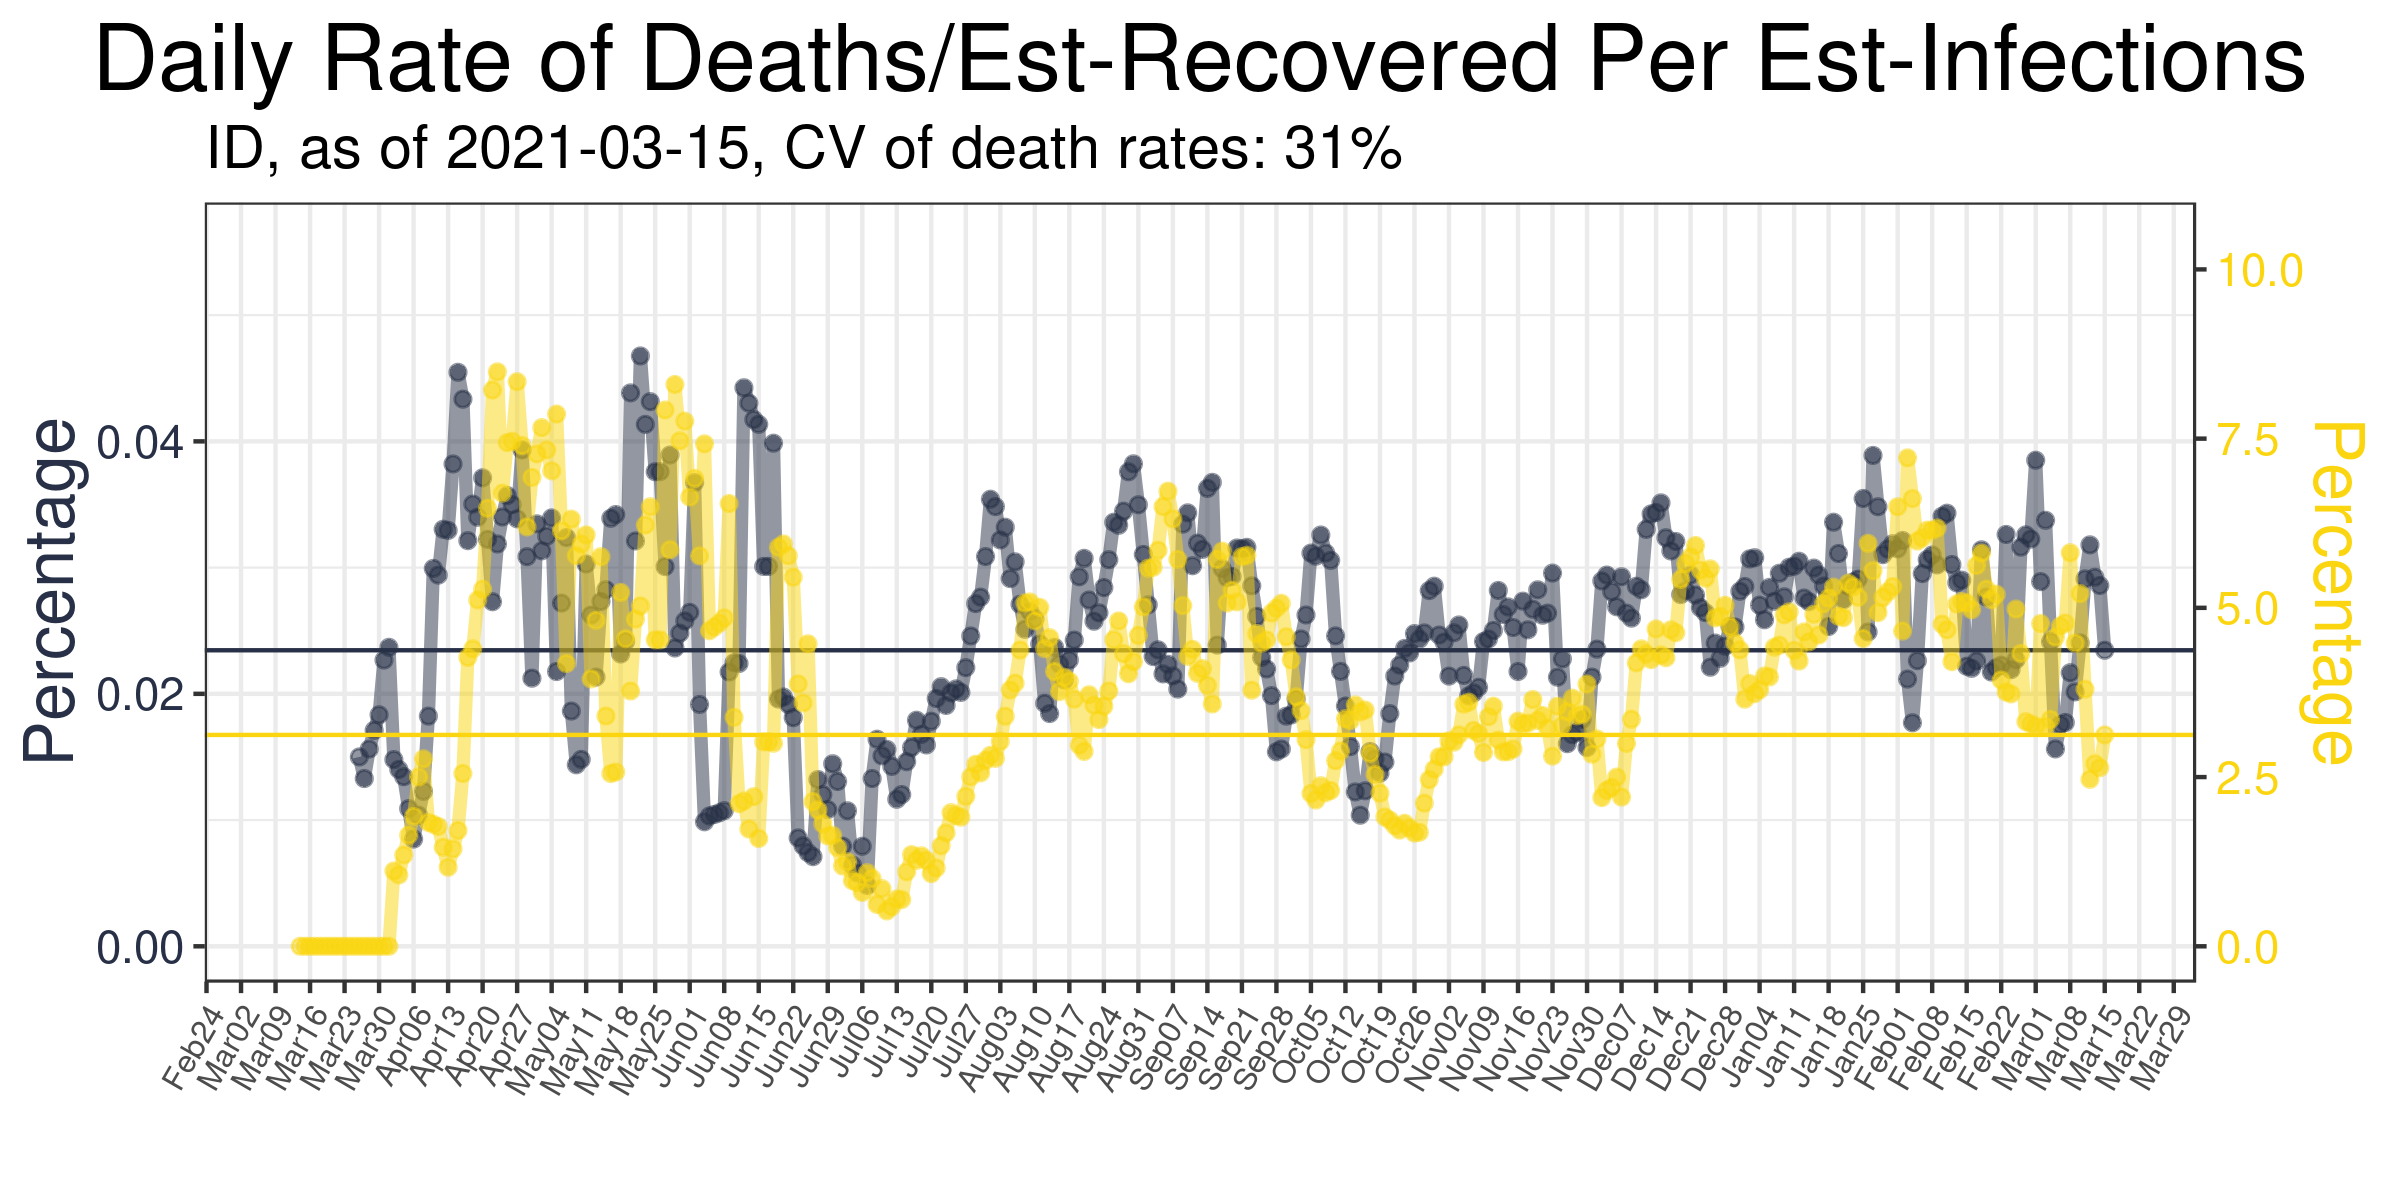 Daily Rate of Deaths/Est-Recovered Per Est-Infections
ID, as of 2021-03-15, CV of death rates: 31%
Percentage
0.04
0.02
0.00
10.0
7.5
5.0
2.5
0.0
Percentage
Feb24
Mar02
Mar09
Mar16
Mar23
Mar30
Apr06
Apr13
Apr20
Apr27
May04
May11
May18
May25
Jun01
Jun08
Jun15
Jun22
Jun29
Jul06
Jul13
Jul20
Jul27
Aug03
Aug10
Aug17
Aug24
Aug31
Sep07
Sep14
Sep21
Sep28
Oct05
Oct12
Oct19
Oct26
Nov02
Nov09
Nov16
Nov23
Nov30
Dec07
Dec14
Dec21
Dec28
Jan04
Jan11
Jan18
Jan25
Feb01
Feb08
Feb15
Feb22
Mar01
Mar08
Mar15
Mar22
Mar29